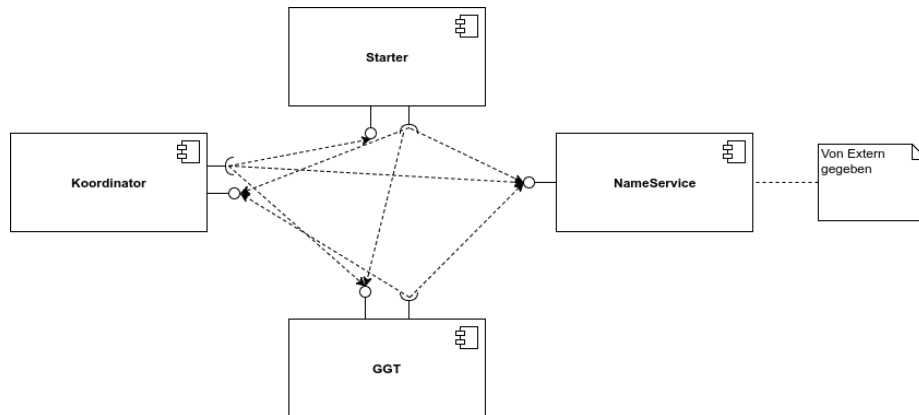 Starter
Koordinator
NameService
Von Extern
gegeben
GGT